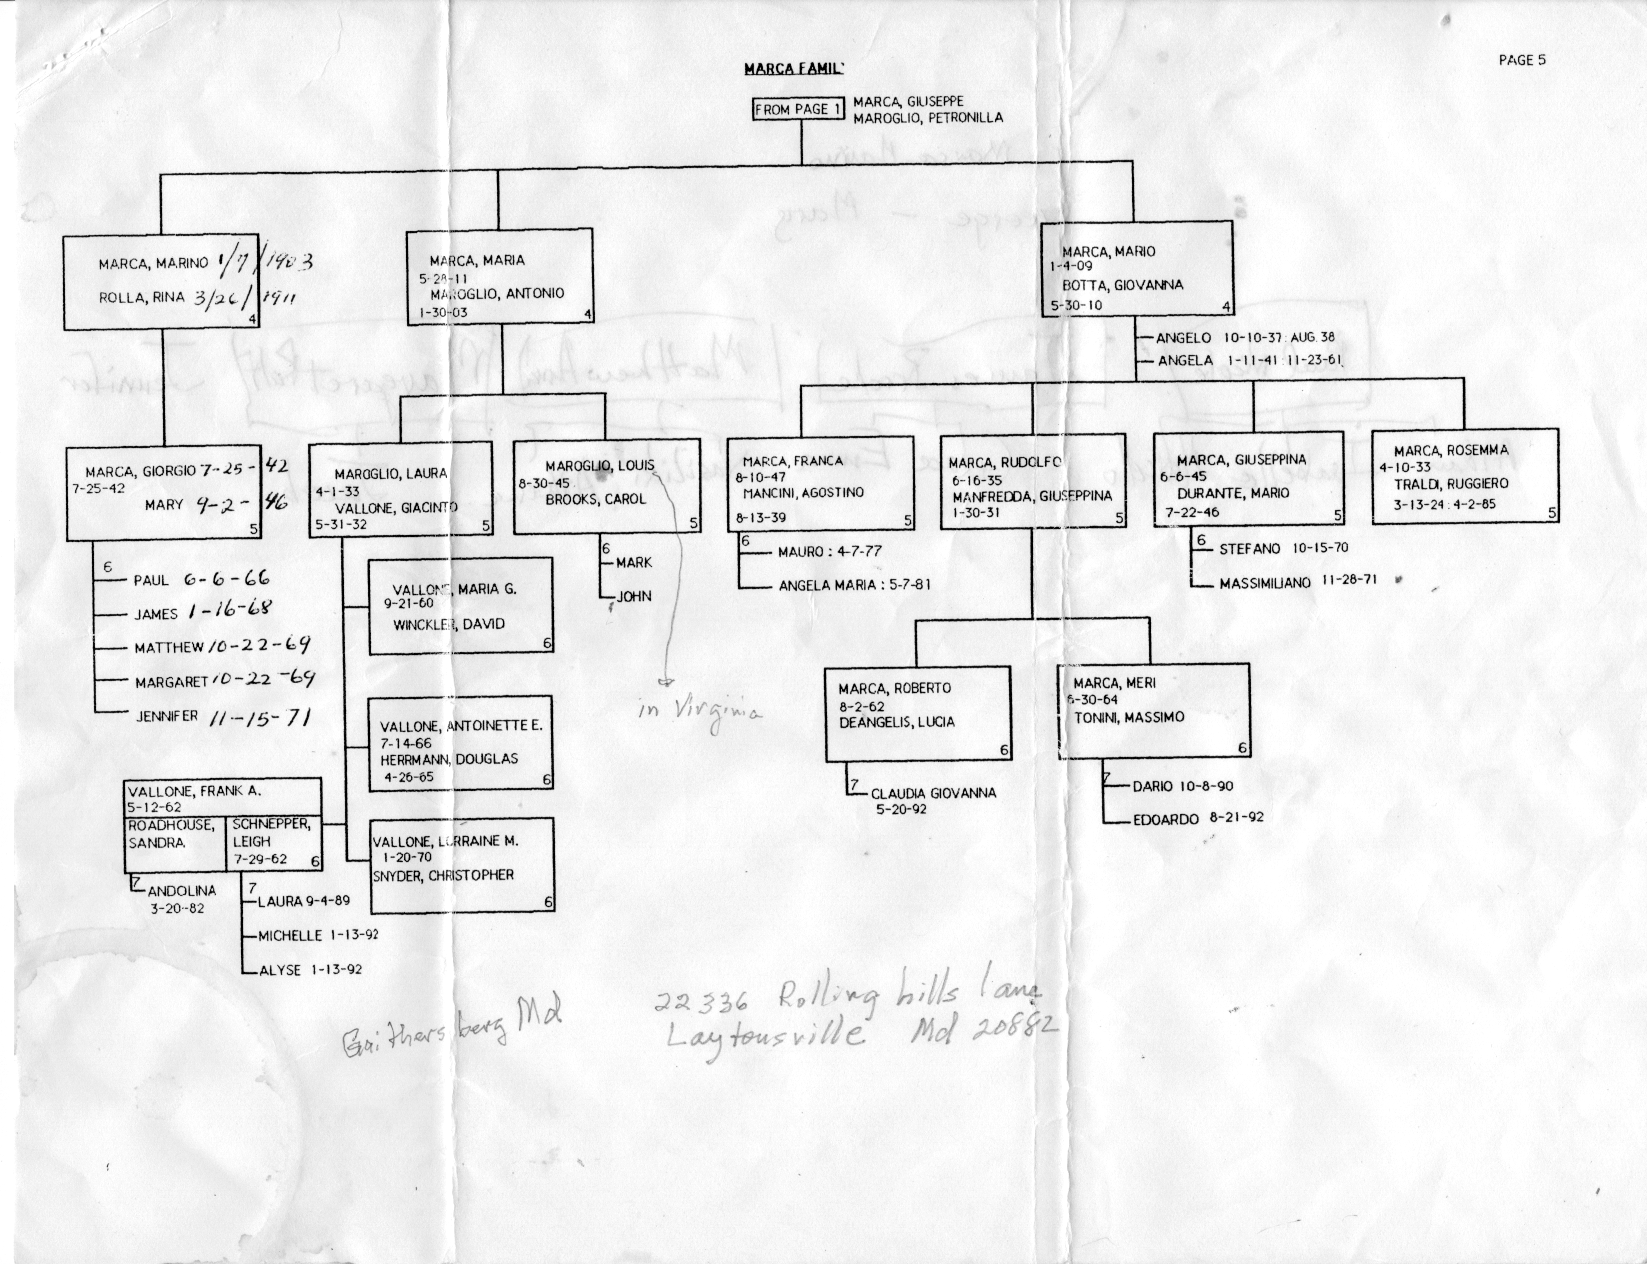 PAGE 5
MARCA FAMIL
FROM PAGE 1
MARCA, GIUSEPPE
MAROGLIO, PETRONILLA
MARCA, MARINO 1/7/1903
ROLLA, RINA 3/26/1911
4
MARCA, MARIA
5-28-11
MAROGLIO, ANTONIO
1-30-03
4
MARCA, MARIO
1-4-09
BOTTA, GIOVANNA
5-30-10
4
ANGELO 10-10-37: AUG. 38
ANGELA 1-11-41: 11-23-61
MARCA, GIORGIO 7-25-42
7-25-42
MARY 9-2-46
5
6
PAUL 6-6-66
JAMES 1-16-68
MATTHEW 10-22-69
MARGARET 10-22-69
JENNIFER 11-15-71
MAROGLIO, LAURA
4-1-33
VALLONE, GIACINTO
5-31-32
5
MAROGLIO, LOUIS
8-30-45
BROOKS, CAROL
5
6
MARK
JOHN
in Virginia
MARCA, FRANCA
8-10-47
MANCINI, AGOSTINO
8-13-39
5
6
MAURO : 4-7-77
ANGELA MARIA : 5-7-81
MARCA, RUDOLFO
6-16-35
MANFREDDA, GIUSEPPINA
1-30-31
5
MARCA, GIUSEPPINA
6-6-45
DURANTE, MARIO
7-22-46
5
6
STEFANO 10-15-70
MASSIMILIANO 11-28-71
MARCA, ROSEMMA
4-10-33
TRALDI, RUGGIERO
3-13-24 : 4-2-85
5
VALLONE, MARIA G.
9-21-60
WINCKLER, DAVID
6
VALLONE, ANTOINETTE E.
7-14-66
HERRMANN, DOUGLAS
4-26-65
6
VALLONE, LORRAINE M.
1-20-70
SNYDER, CHRISTOPHER
6
VALLONE, FRANK A.
5-12-62
ROADHOUSE,
SANDRA
SCHNEPPER,
LEIGH
7-29-62
6
7
ANDOLINA
3-20-82
7
LAURA 9-4-89
MICHELLE 1-13-92
ALYSE 1-13-92
MARCA, ROBERTO
8-2-62
DEANGELIS, LUCIA
6
7
CLAUDIA GIOVANNA
5-20-92
MARCA, MERI
6-30-64
TONINI, MASSIMO
6
7
DARIO 10-8-90
EDOARDO 8-21-92
Gaithersberg Md
22336 Rolling hills lane
Laytonsville Md 20882